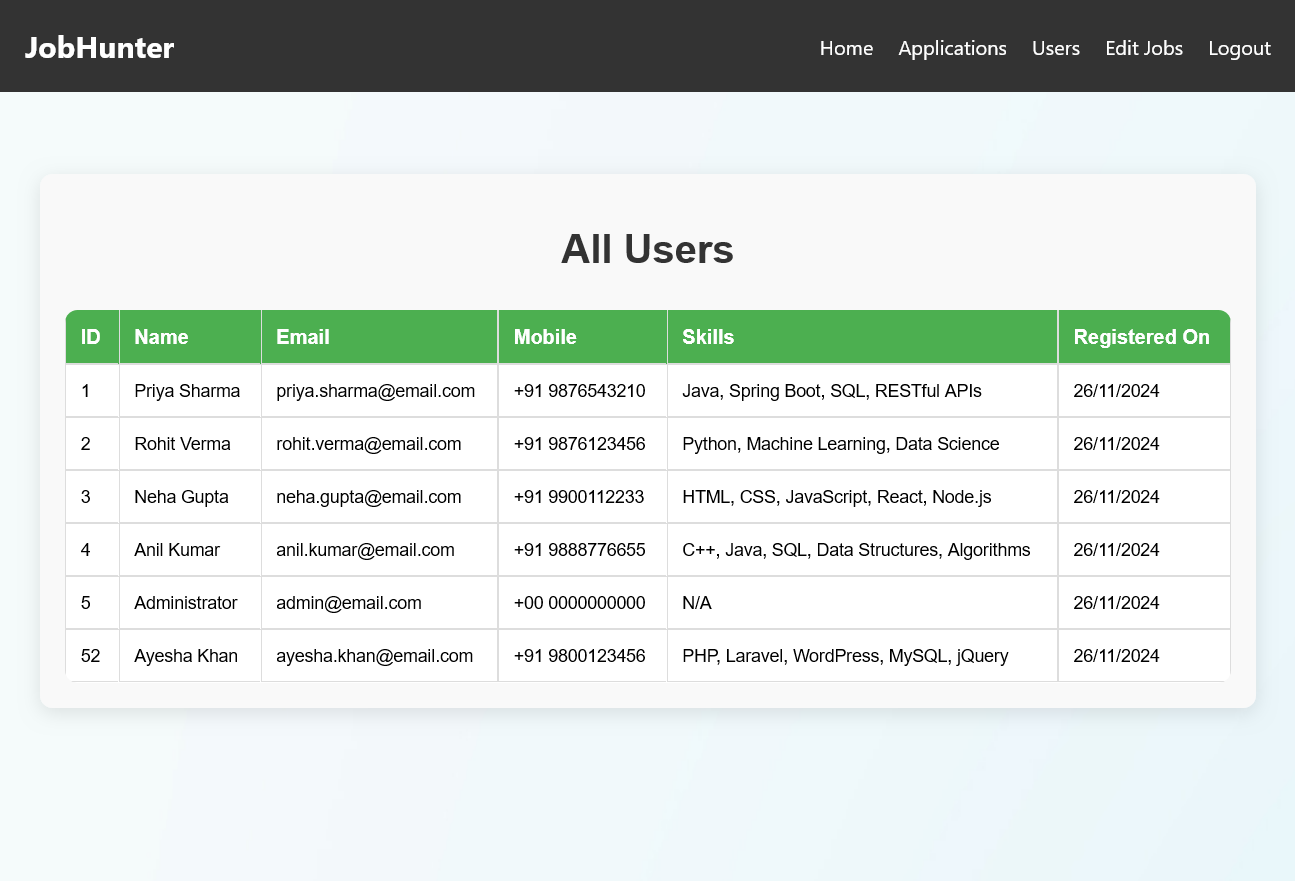 JobHunter Home Applications Users Edit Jobs Logout
All Users
ID Name Email Mobile Skills Registered On
1 Priya Sharma priya.sharma@email.com +91 9876543210 Java, Spring Boot, SQL, RESTful APIs 26/11/2024
2 Rohit Verma rohit.verma@email.com +91 9876123456 Python, Machine Learning, Data Science 26/11/2024
3 Neha Gupta neha.gupta@email.com +91 9900112233 HTML, CSS, JavaScript, React, Node.js 26/11/2024
4 Anil Kumar anil.kumar@email.com +91 9888776655 C++, Java, SQL, Data Structures, Algorithms 26/11/2024
5 Administrator admin@email.com +00 0000000000 N/A 26/11/2024
52 Ayesha Khan ayesha.khan@email.com +91 9800123456 PHP, Laravel, WordPress, MySQL, jQuery 26/11/2024